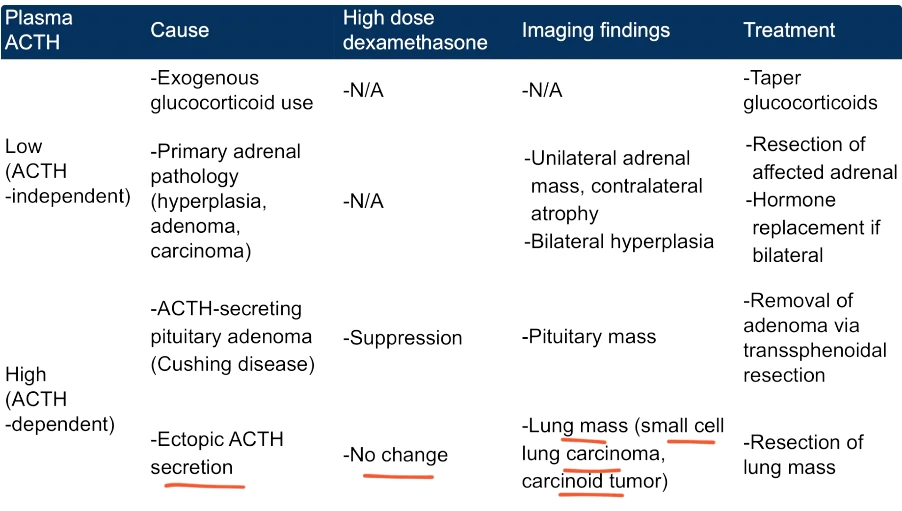 Plasma ACTH
Cause
High dose dexamethasone
Imaging findings
Treatment
Low
(ACTH
-independent)
-Exogenous
glucocorticoid use
-N/A
-N/A
-Taper
glucocorticoids
-Primary adrenal
pathology
(hyperplasia,
adenoma,
carcinoma)
-N/A
-Unilateral adrenal
mass, contralateral
atrophy
-Bilateral hyperplasia
-Resection of
affected adrenal
-Hormone
replacement if
bilateral
High
(ACTH
-dependent)
-ACTH-secreting
pituitary adenoma
(Cushing disease)
-Suppression
-Pituitary mass
-Removal of
adenoma via
transsphenoidal
resection
-Ectopic ACTH
secretion
-No change
-Lung mass (small cell
lung carcinoma,
carcinoid tumor)
-Resection of
lung mass